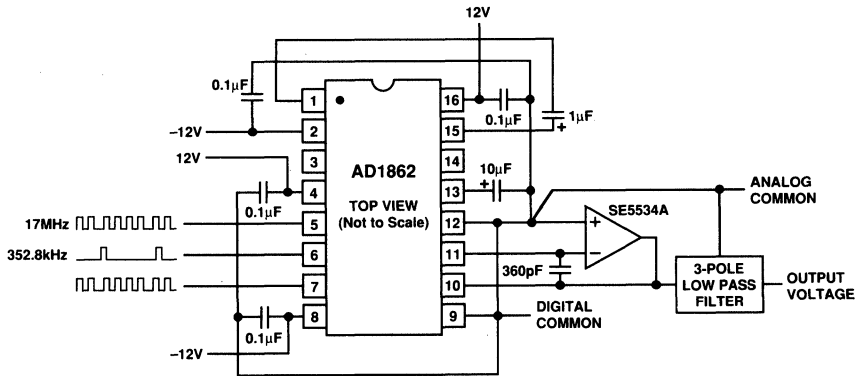 12V
0.1µF
1
16
0.1µF
1µF
+
–12V
2
15
12V
3
14
AD1862
10µF
+
4
13
0.1µF
TOP VIEW
(Not to Scale)
ANALOG
COMMON
SE5534A
17MHz
5
12
+
352.8kHz
6
11
–
360pF
3-POLE
LOW PASS
FILTER
OUTPUT
VOLTAGE
7
10
DIGITAL
COMMON
8
9
0.1µF
–12V